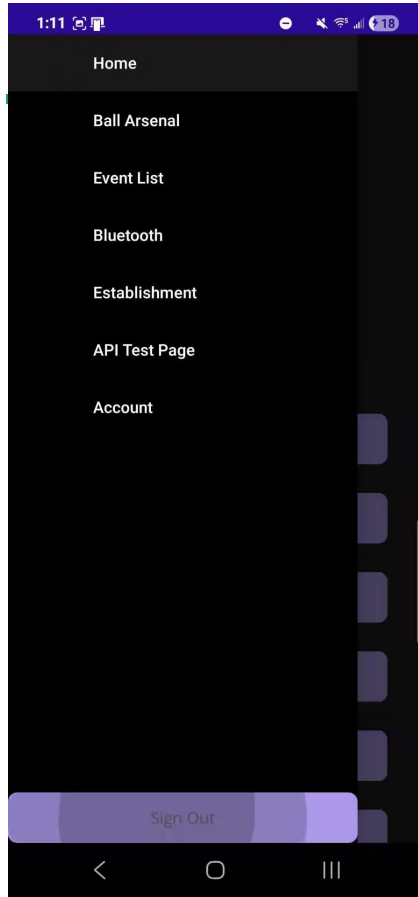 1:11 18
Home
Ball Arsenal
Event List
Bluetooth
Establishment
API Test Page
Account
Sign Out